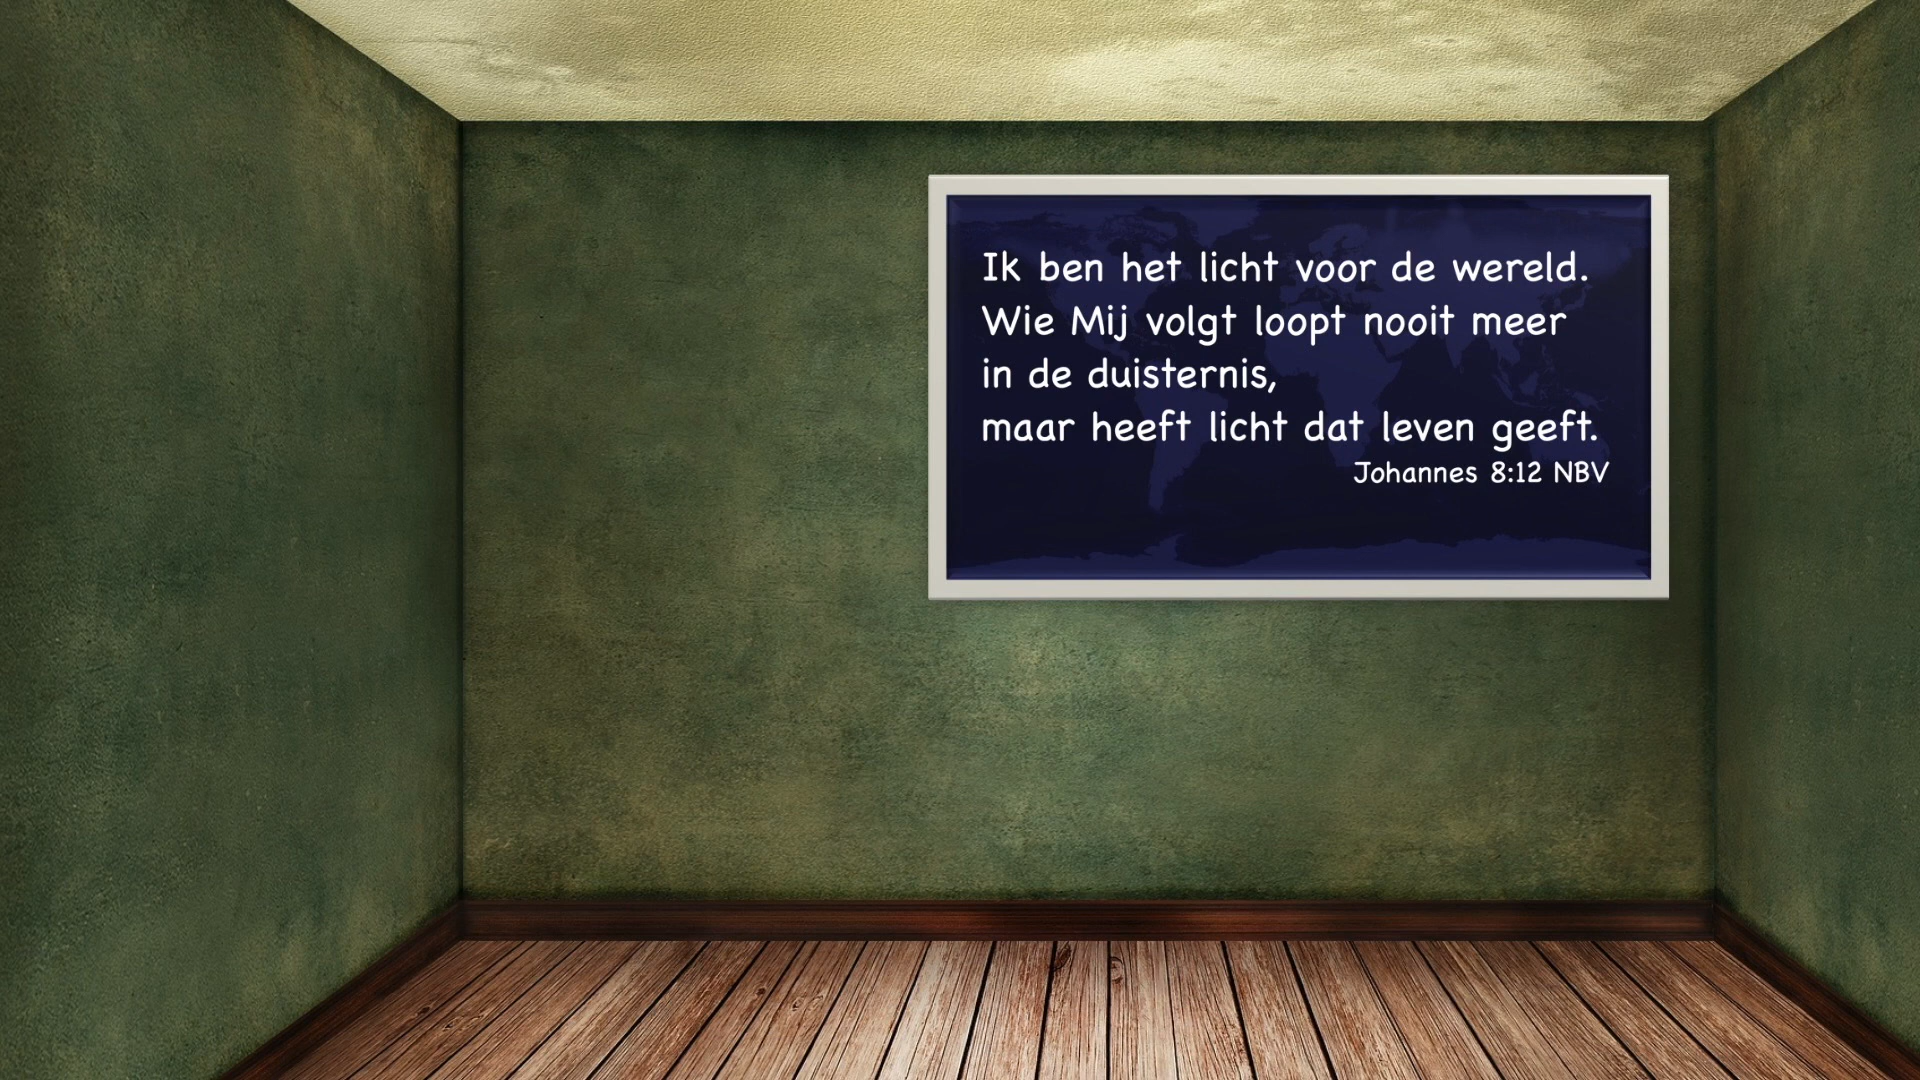 Ik ben het licht voor de wereld.
Wie Mij volgt loopt nooit meer
in de duisternis,
maar heeft licht dat leven geeft.
Johannes 8:12 NBV